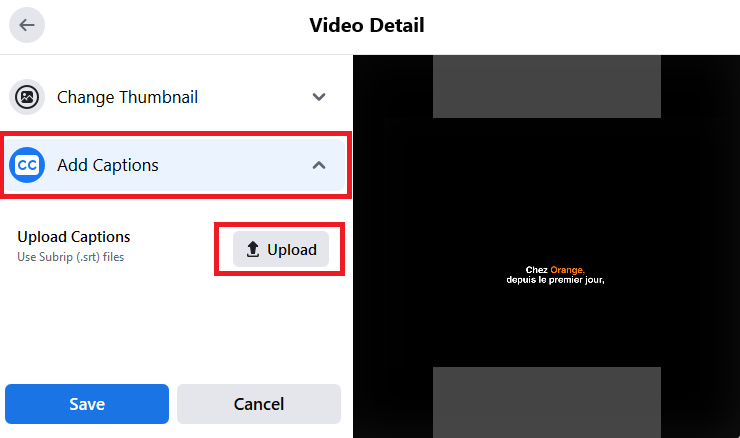 Video Detail
Change Thumbnail
CC
Add Captions
Upload Captions
Use Subrip (.srt) files
Upload
Save
Cancel
Chez Orange,
depuis le premier jour,